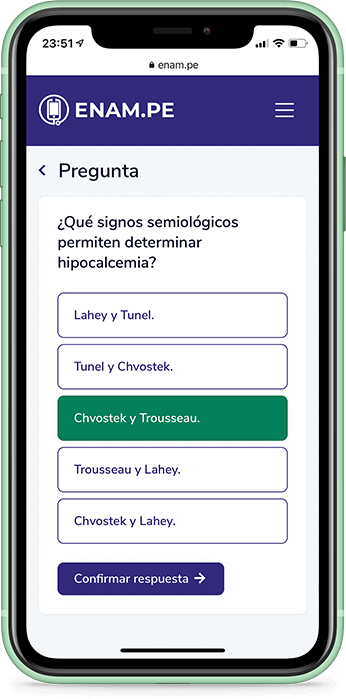 23:51
enam.pe
ENAM.PE
Pregunta
¿Qué signos semiológicos
permiten determinar
hipocalcemia?
Lahey y Tunel.
Tunel y Chvostek.
Chvostek y Trousseau.
Trousseau y Lahey.
Chvostek y Lahey.
Confirmar respuesta